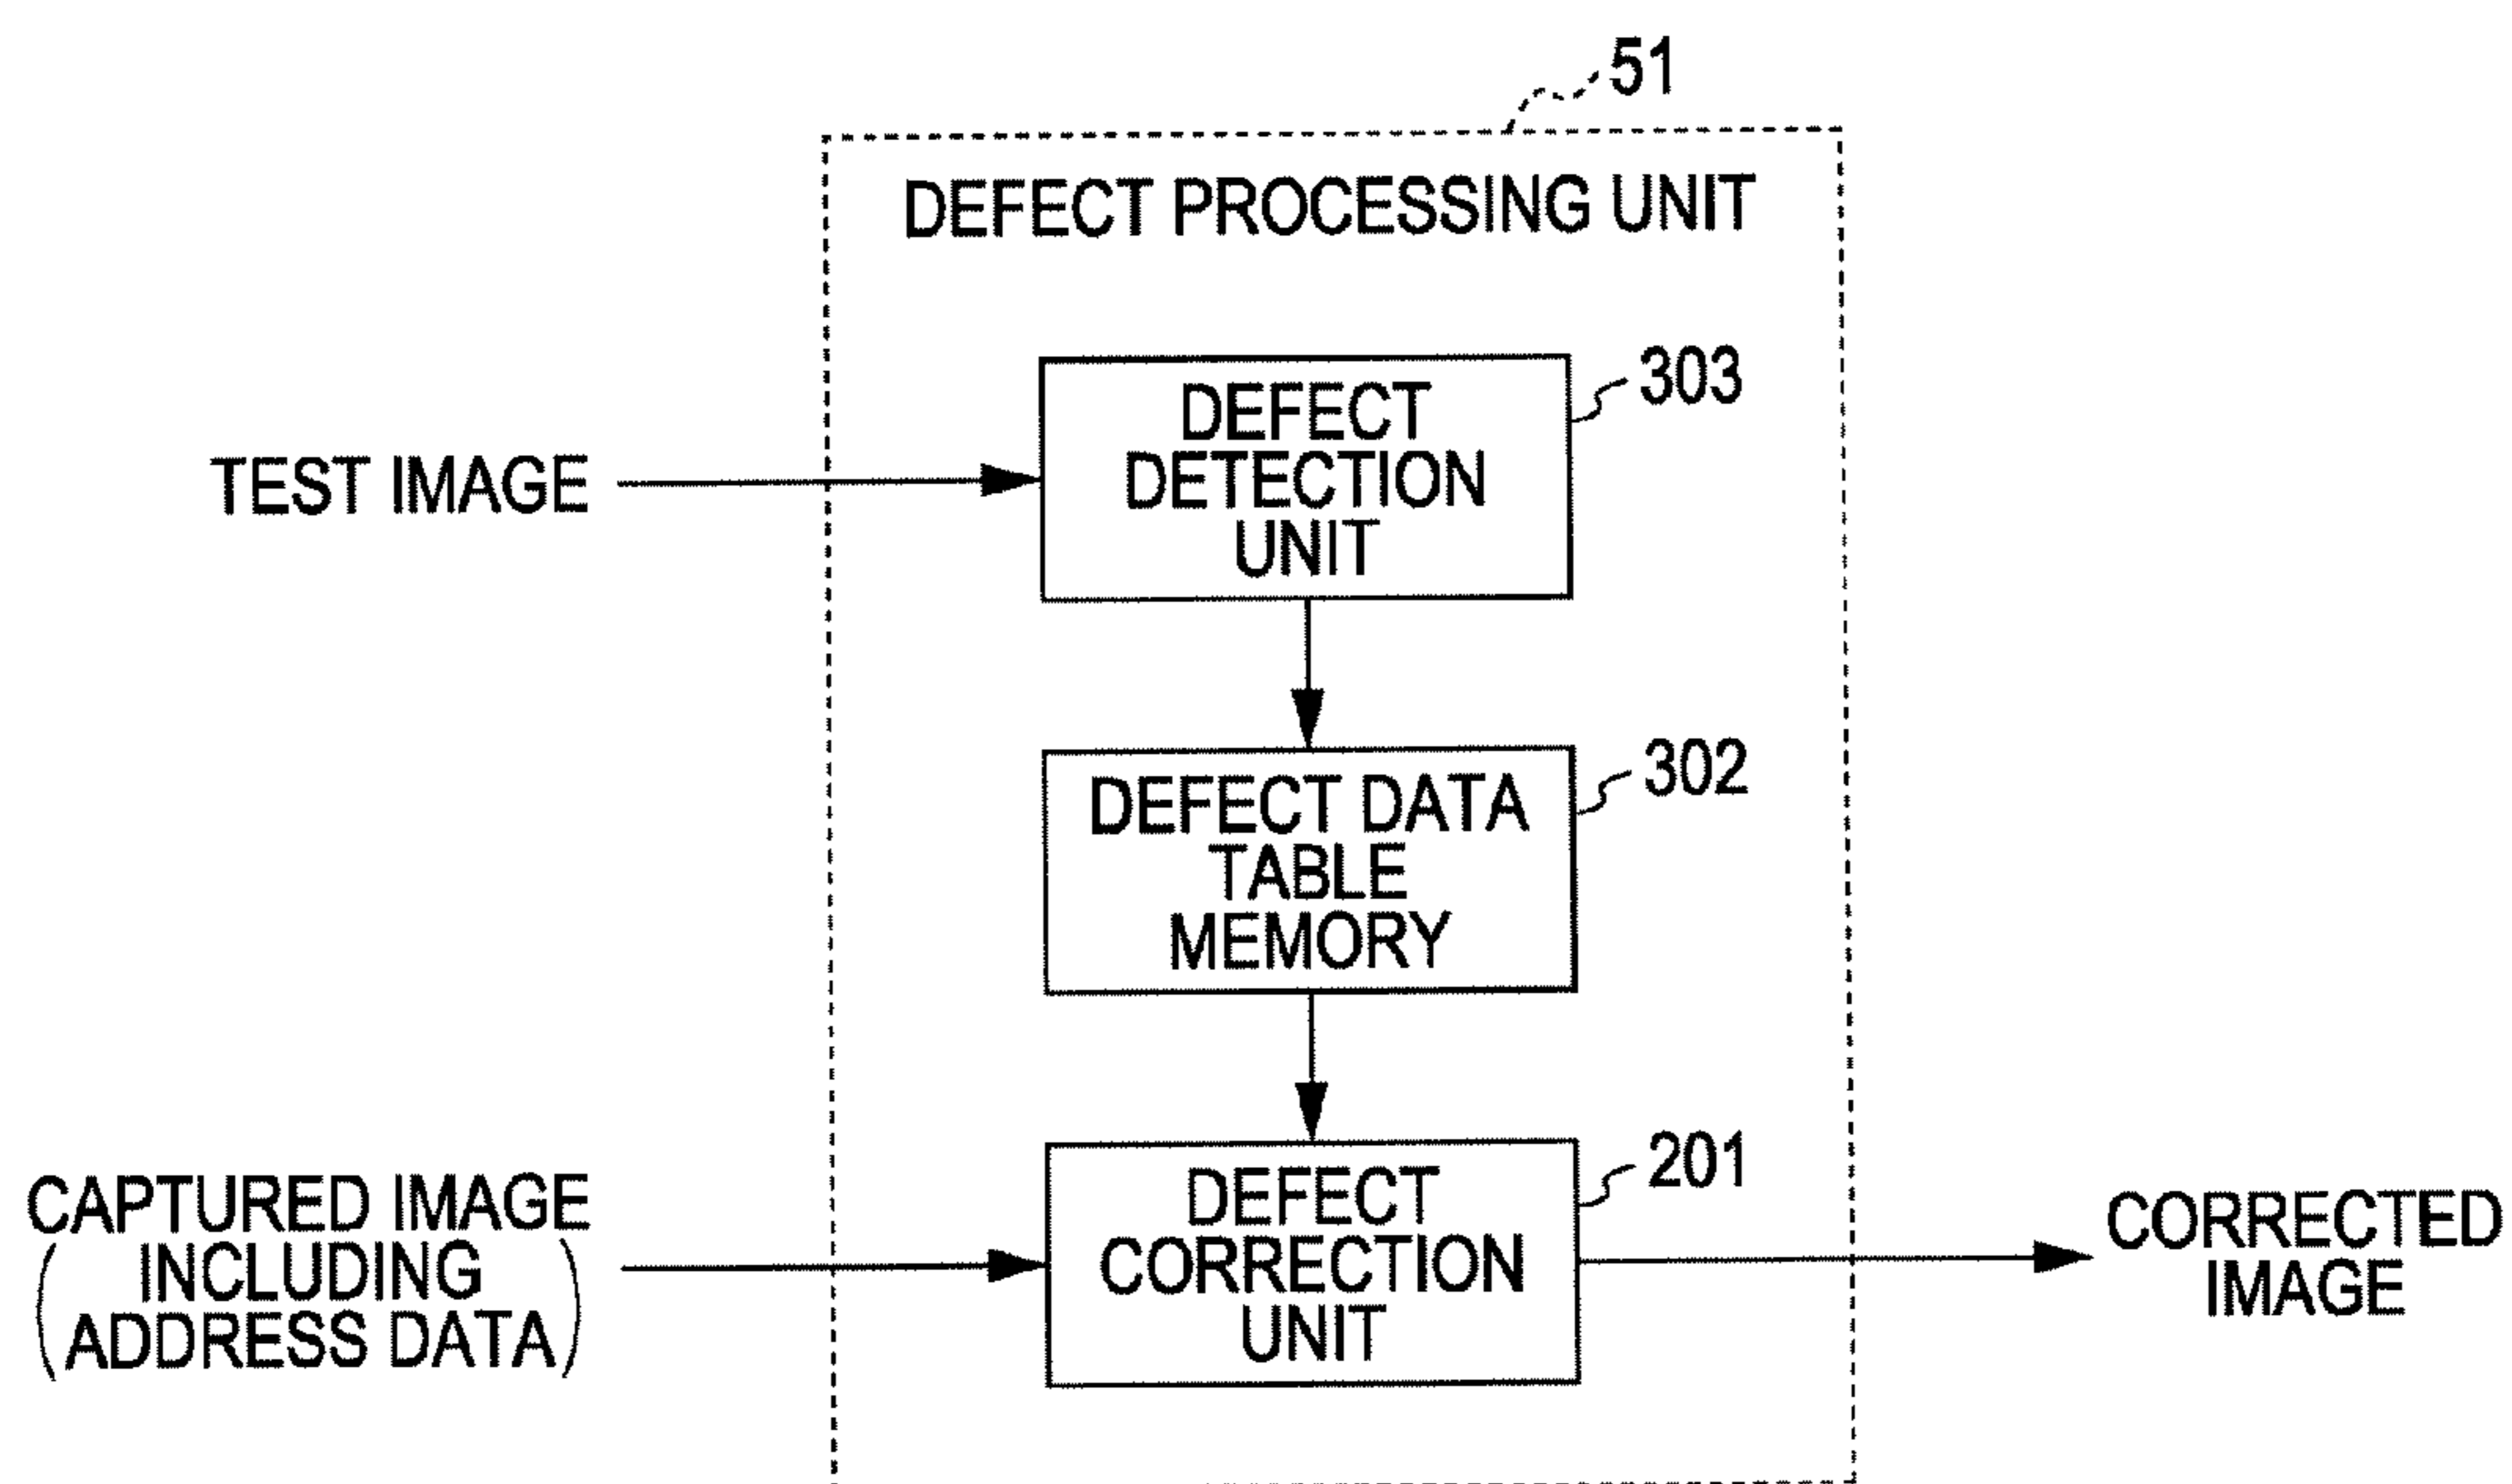 51
DEFECT PROCESSING UNIT
303
DEFECT
DETECTION
UNIT
TEST IMAGE
302
DEFECT DATA
TABLE
MEMORY
201
DEFECT
CORRECTION
UNIT
CAPTURED IMAGE
(INCLUDING
ADDRESS DATA)
CORRECTED
IMAGE